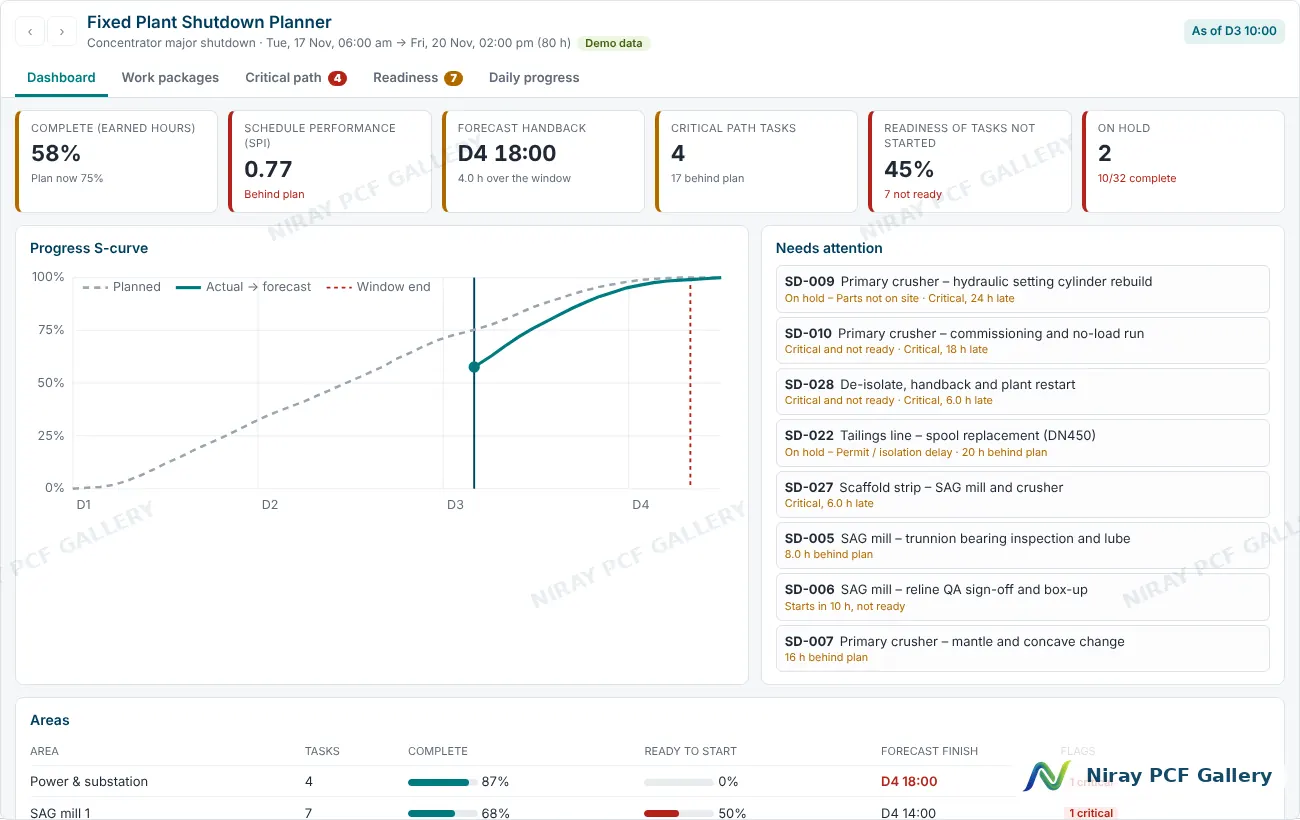 ‹ › Fixed Plant Shutdown Planner
Concentrator major shutdown · Tue, 17 Nov, 06:00 am → Fri, 20 Nov, 02:00 pm (80 h) Demo data
As of D3 10:00
Dashboard Work packages Critical path 4 Readiness 7 Daily progress
COMPLETE (EARNED HOURS)
58%
Plan now 75%
SCHEDULE PERFORMANCE
(SPI)
0.77
Behind plan
FORECAST HANDBACK
D4 18:00
4.0 h over the window
CRITICAL PATH TASKS
4
17 behind plan
READINESS OF TASKS NOT
STARTED
45%
7 not ready
ON HOLD
2
10/32 complete
Progress S-curve
Planned Actual → forecast Window end
100%
75%
50%
25%
0%
D1 D2 D3 D4
Needs attention
SD-009 Primary crusher – hydraulic setting cylinder rebuild
On hold – Parts not on site · Critical, 24 h late
SD-010 Primary crusher – commissioning and no-load run
Critical and not ready · Critical, 18 h late
SD-028 De-isolate, handback and plant restart
Critical and not ready · Critical, 6.0 h late
SD-022 Tailings line – spool replacement (DN450)
On hold – Permit / isolation delay · 20 h behind plan
SD-027 Scaffold strip – SAG mill and crusher
Critical, 6.0 h late
SD-005 SAG mill – trunnion bearing inspection and lube
8.0 h behind plan
SD-006 SAG mill – reline QA sign-off and box-up
Starts in 10 h, not ready
SD-007 Primary crusher – mantle and concave change
16 h behind plan
Areas
AREA TASKS COMPLETE READY TO START FORECAST FINISH FLAGS
Power & substation 4 87% 0% D4 18:00 1 critical
SAG mill 1 7 68% 50% D4 14:00 1 critical
Niray PCF Gallery
NIRAY PCF GALLERY
NIRAY PCF GALLERY
PCF GALLERY
NIRAY PCF GALLERY
NIRAY PCF GALLERY